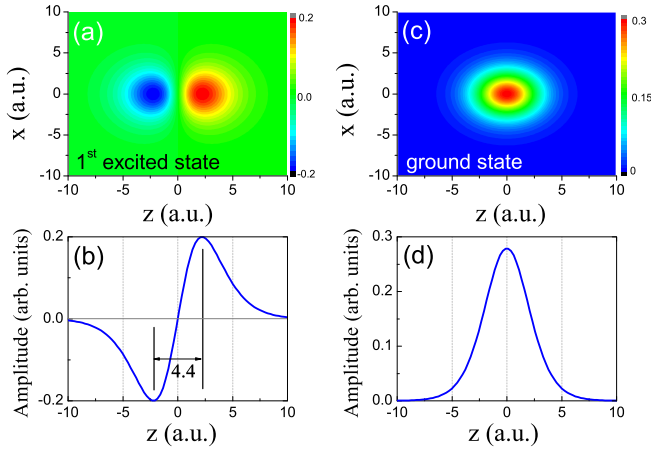 (a)
10
5
0
-5
-10
x (a.u.)
1st excited state
-10 -5 0 5 10
z (a.u.)
0.2
0.0
-0.2
(c)
10
5
0
-5
-10
x (a.u.)
ground state
-10 -5 0 5 10
z (a.u.)
0.3
0.15
0
(b)
0.2
0.0
-0.2
Amplitude (arb. units)
4.4
-10 -5 0 5 10
z (a.u.)
(d)
0.3
0.2
0.1
0.0
Amplitude (arb. units)
-10 -5 0 5 10
z (a.u.)